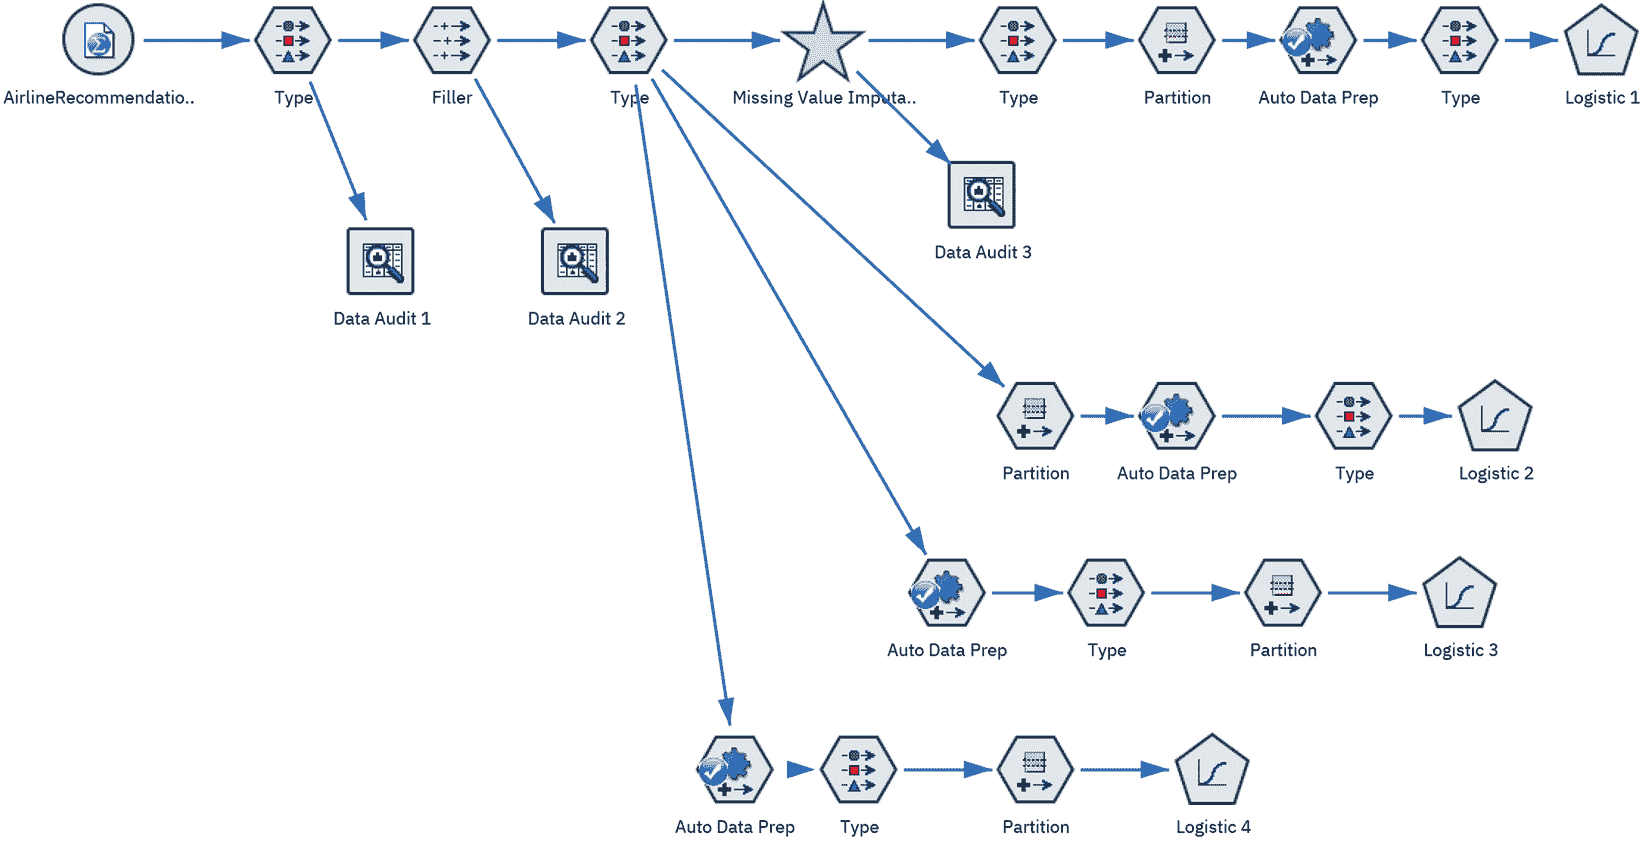 AirlineRecommendatio..
Type
Filler
Type
Missing Value Imputa..
Type
Partition
Auto Data Prep
Type
Logistic 1
Data Audit 3
Data Audit 1
Data Audit 2
Partition
Auto Data Prep
Type
Logistic 2
Auto Data Prep
Type
Partition
Logistic 3
Auto Data Prep
Type
Partition
Logistic 4